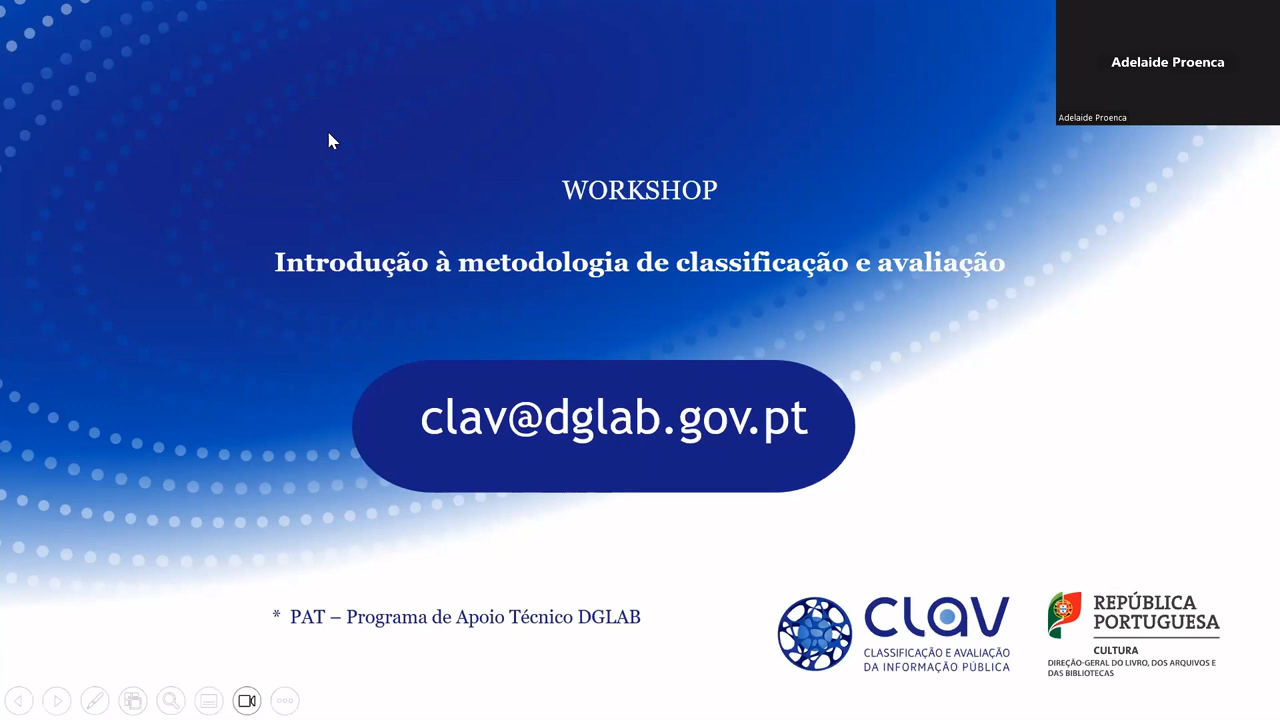 Adelaide Proenca
Adelaide Proenca
WORKSHOP
Introdução à metodologia de classificação e avaliação
clav@dglab.gov.pt
* PAT – Programa de Apoio Técnico DGLAB
CLAV
CLASSIFICAÇÃO E AVALIAÇÃO
DA INFORMAÇÃO PÚBLICA
REPÚBLICA
PORTUGUESA
CULTURA
DIREÇÃO-GERAL DO LIVRO, DOS ARQUIVOS E
DAS BIBLIOTECAS